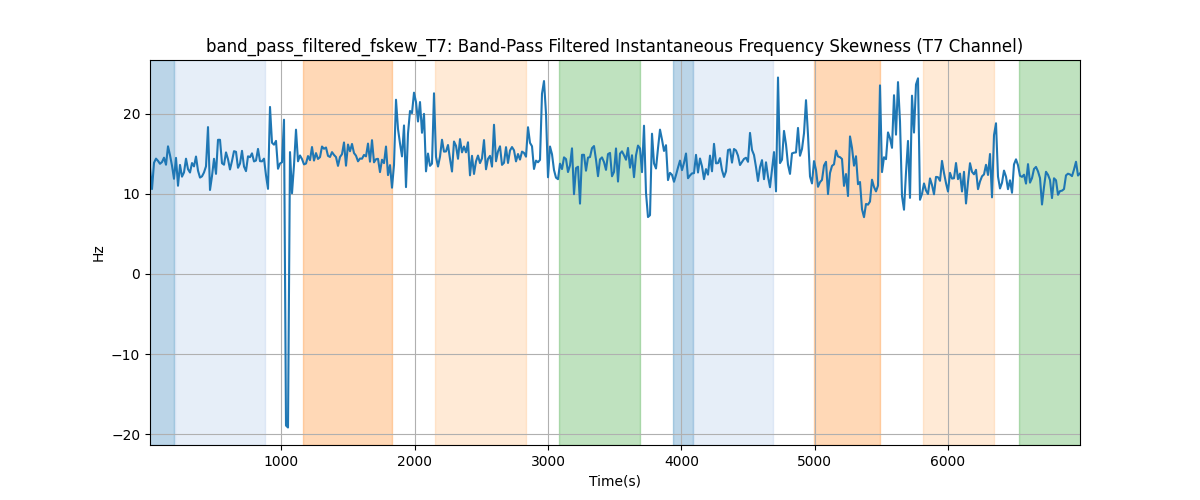 band_pass_filtered_fskew_T7: Band-Pass Filtered Instantaneous Frequency Skewness (T7 Channel)
20
10
0
−10
−20
Hz
1000 2000 3000 4000 5000 6000
Time(s)